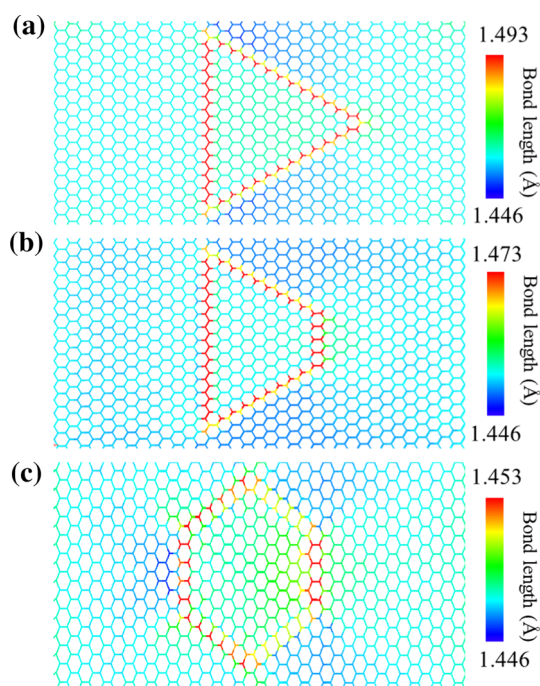 (a)
1.493
Bond length (Å)
1.446
(b)
1.473
Bond length (Å)
1.446
(c)
1.453
Bond length (Å)
1.446